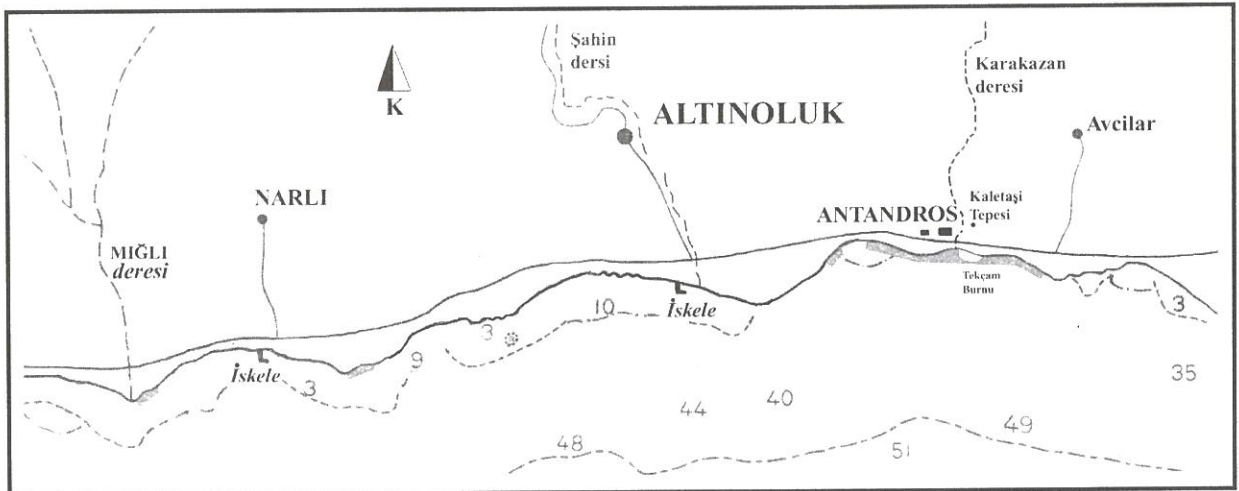 Şahin
dersi
K
ALTINOLUK
Karakazan
deresi
Avcilar
NARLI
ANTANDROS
Kaletaşi
Tepesi
MIĞLI
deresi
Tekçam
Burnu
İskele
İskele
3
10
3
9
3
35
44
40
48
49
51